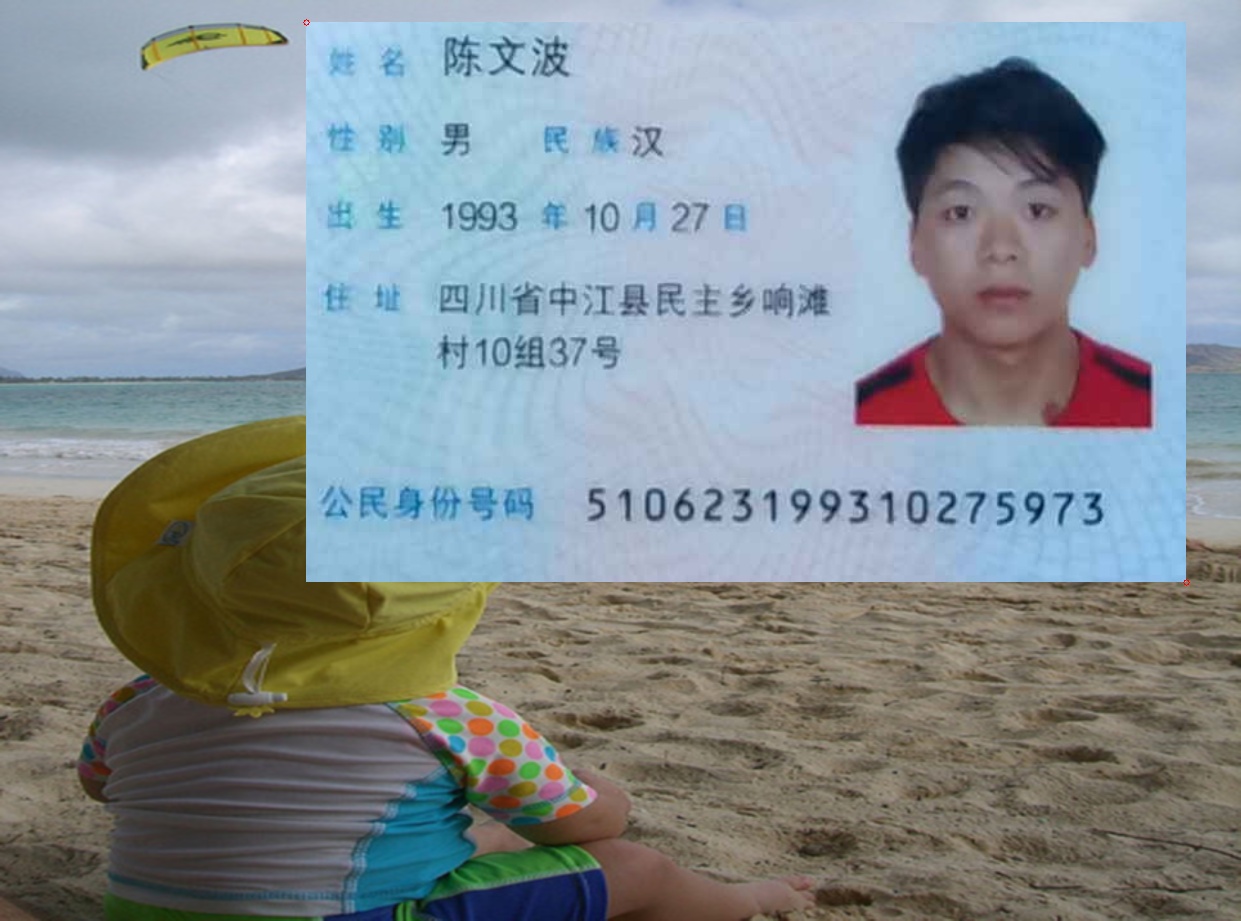 姓名 陈文波
性别 男 民族 汉
出生 1993 年 10 月 27 日
住址 四川省中江县民主乡响滩
村10组37号
公民身份号码 510623199310275973